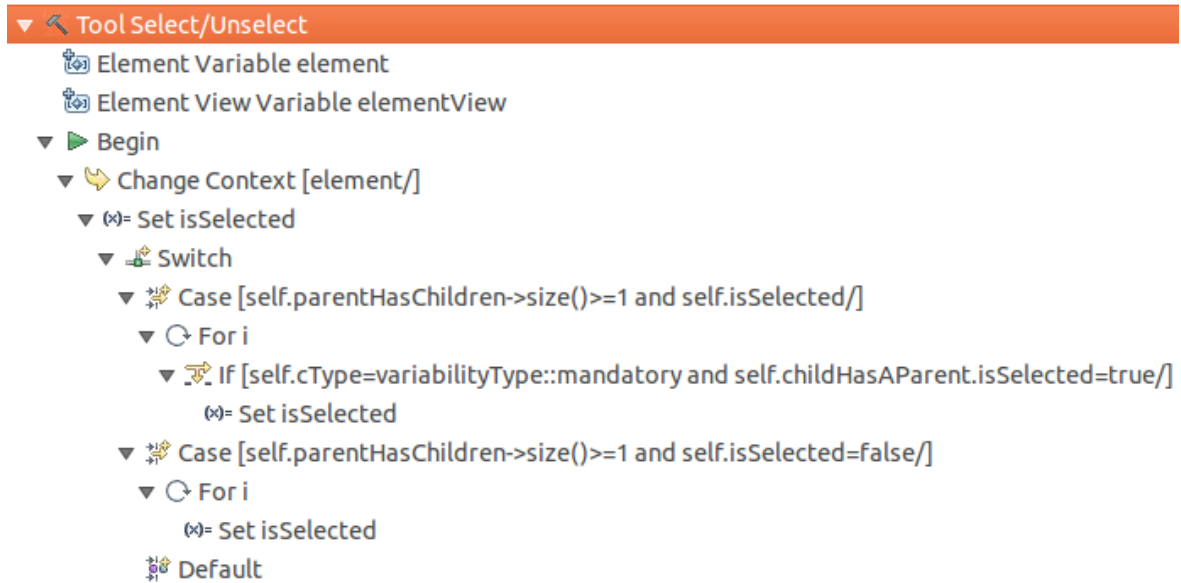 Tool Select/Unselect
Element Variable element
Element View Variable elementView
Begin
Change Context [element/]
(x)= Set isSelected
Switch
Case [self.parentHasChildren->size()>=1 and self.isSelected/]
For i
If [self.cType=variabilityType::mandatory and self.childHasAParent.isSelected=true/]
(x)= Set isSelected
Case [self.parentHasChildren->size()>=1 and self.isSelected=false/]
For i
(x)= Set isSelected
Default